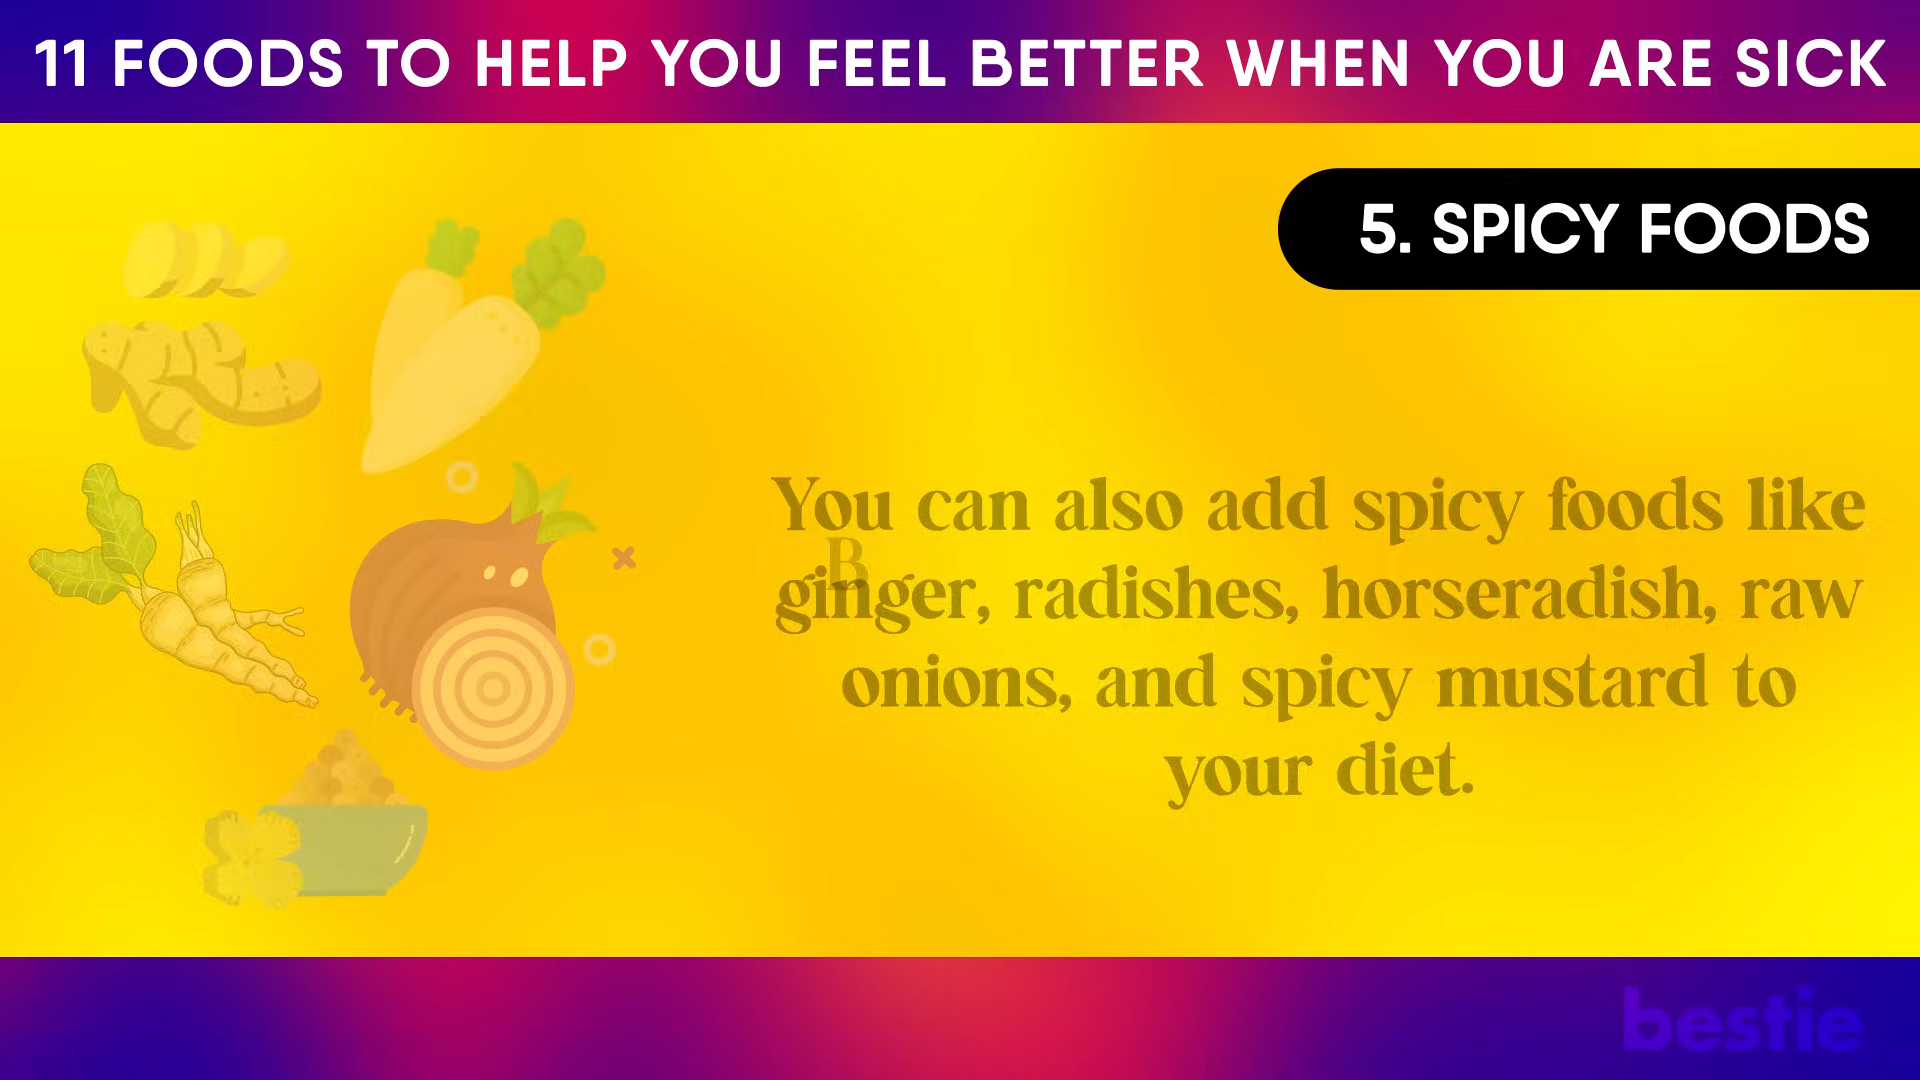 11 FOODS TO HELP YOU FEEL BETTER WHEN YOU ARE SICK
5. SPICY FOODS
You can also add spicy foods like
B
ginger, radishes, horseradish, raw
onions, and spicy mustard to
your diet.
bestie